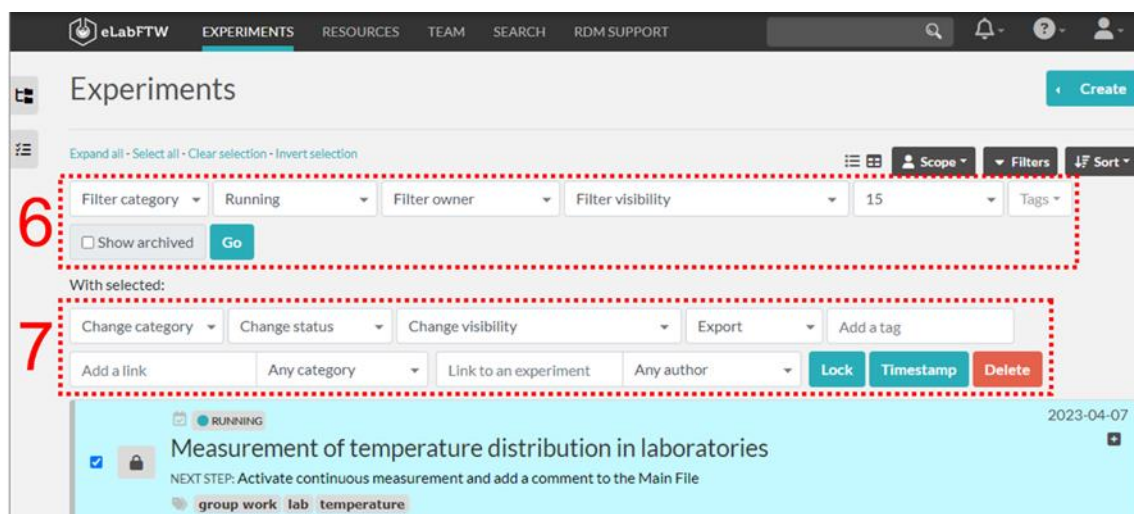 eLabFTW EXPERIMENTS RESOURCES TEAM SEARCH RDM SUPPORT
Experiments
Create
Expand all - Select all - Clear selection - Invert selection
Scope Filters Sort
6
Filter category Running Filter owner Filter visibility 15 Tags
Show archived Go
With selected:
7
Change category Change status Change visibility Export Add a tag
Add a link Any category Link to an experiment Any author Lock Timestamp Delete
RUNNING 2023-04-07
Measurement of temperature distribution in laboratories
NEXT STEP: Activate continuous measurement and add a comment to the Main File
group work lab temperature